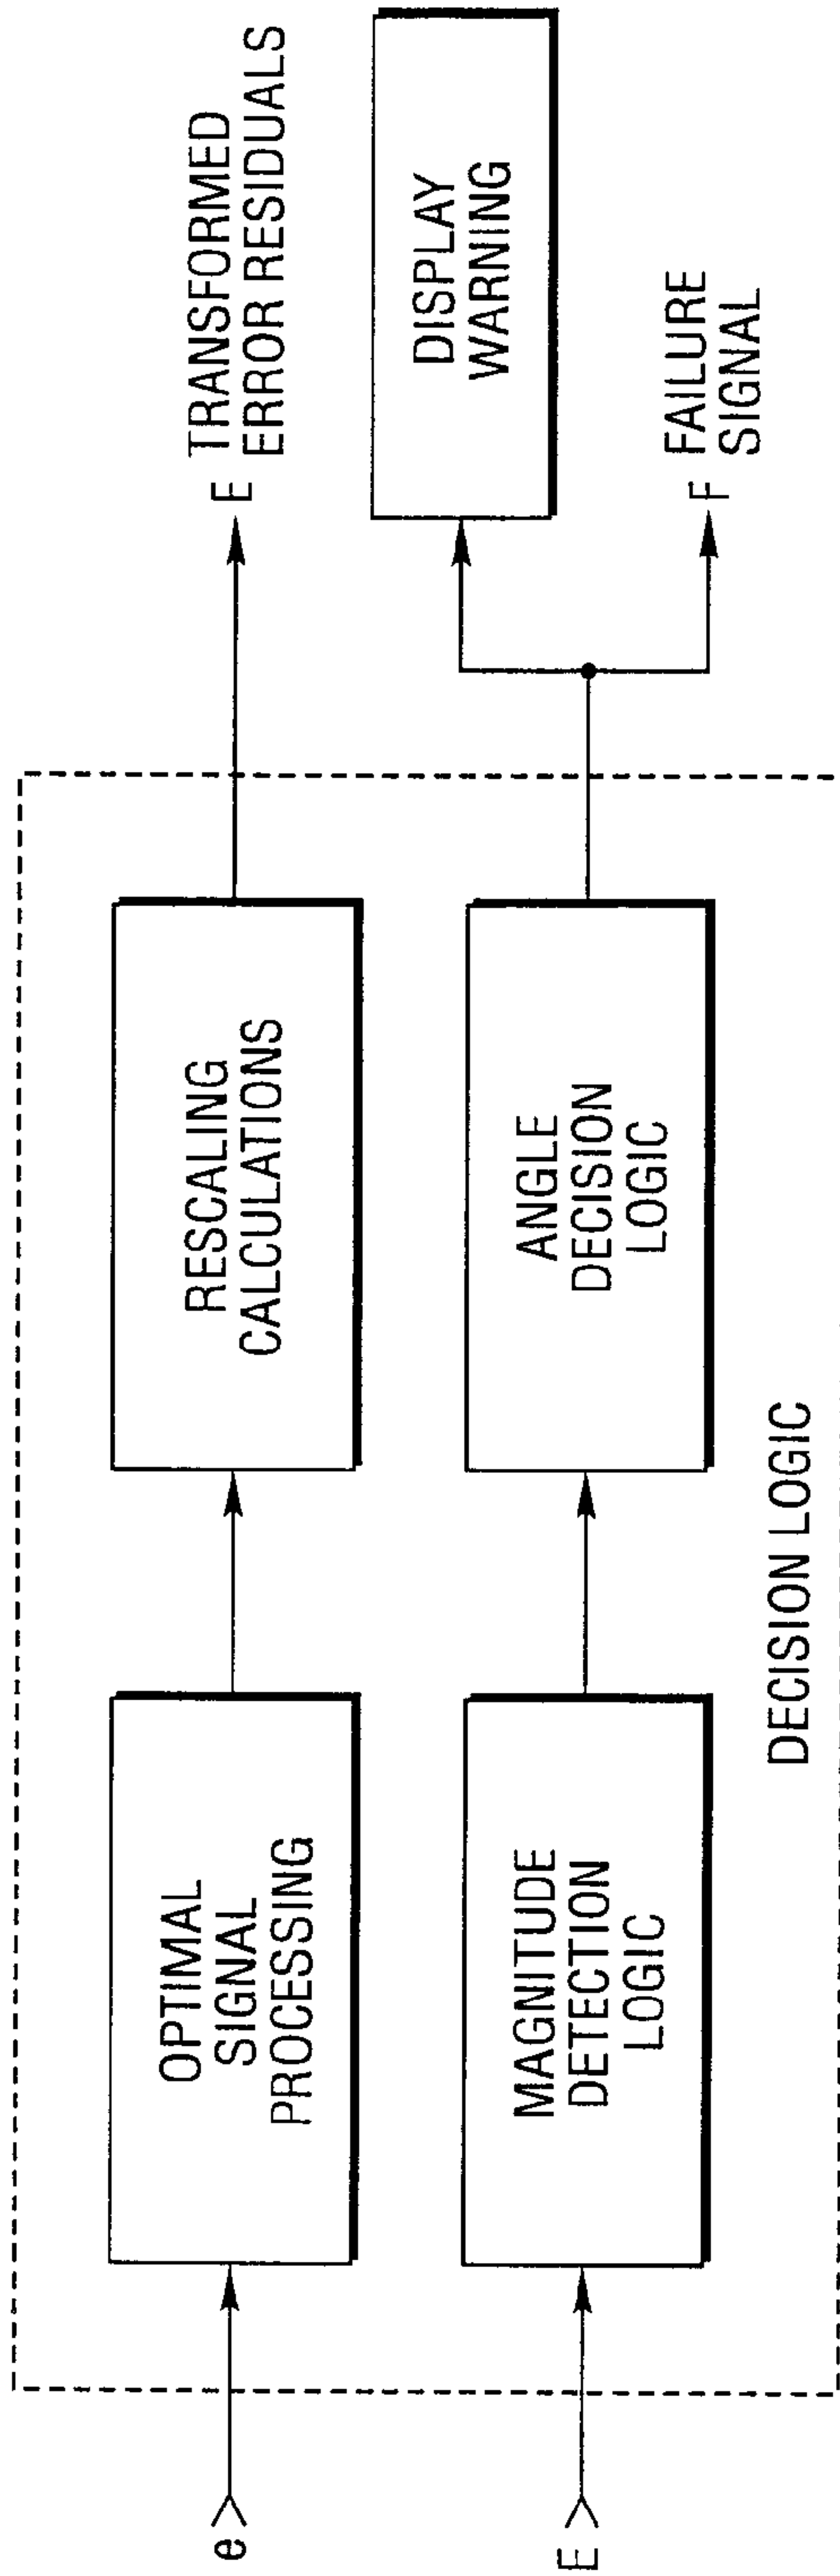 e
OPTIMAL
SIGNAL
PROCESSING
RESCALING
CALCULATIONS
E TRANSFORMED
ERROR RESIDUALS
E
MAGNITUDE
DETECTION
LOGIC
ANGLE
DECISION
LOGIC
DISPLAY
WARNING
F FAILURE
SIGNAL
DECISION LOGIC